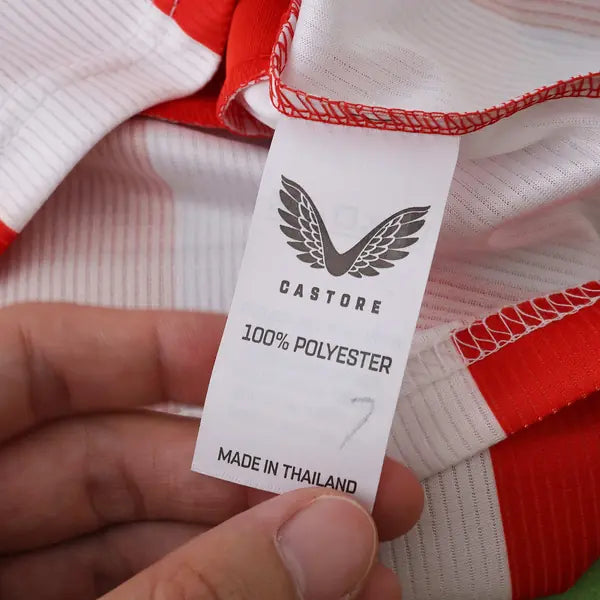 CASTORE
100% POLYESTER
7
MADE IN THAILAND